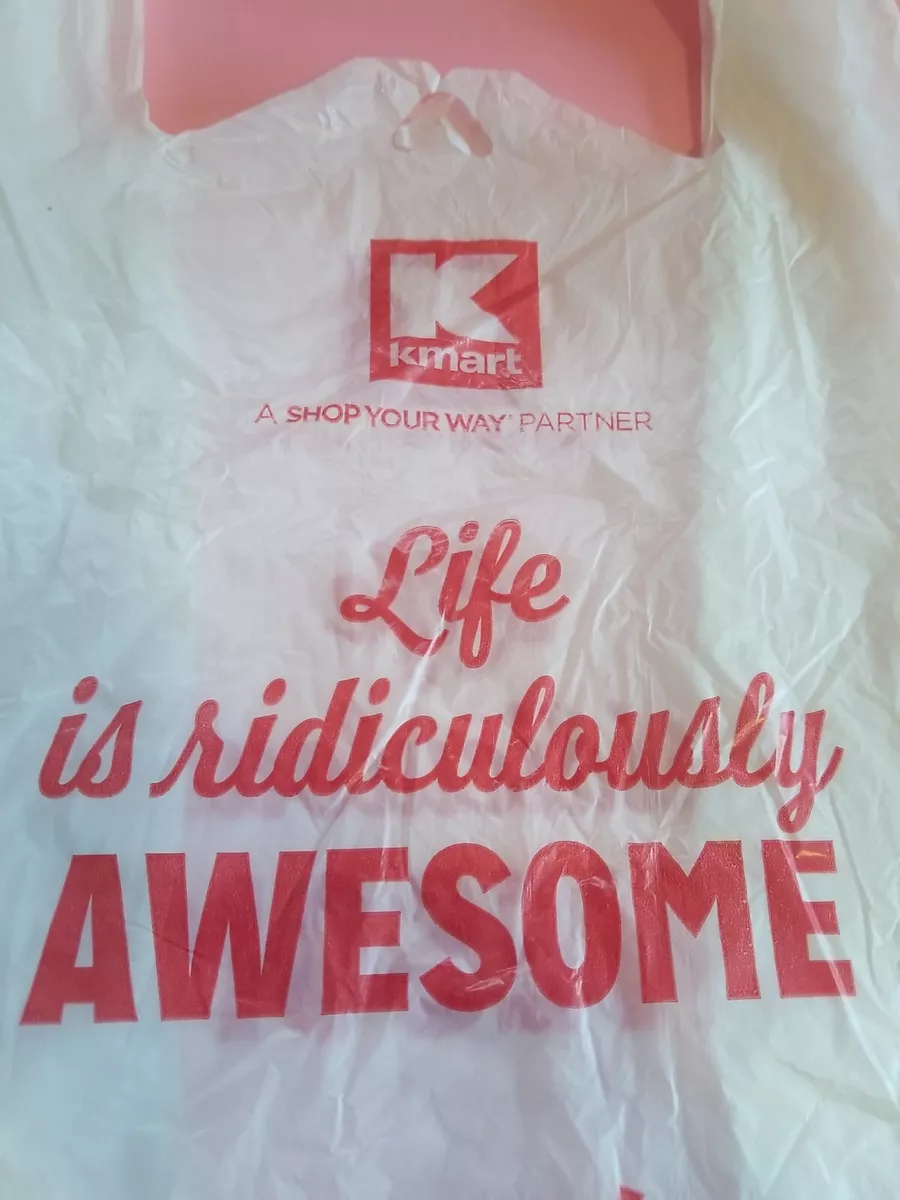 K
kmart
A SHOP YOUR WAY® PARTNER
Life
is ridiculously
AWESOME